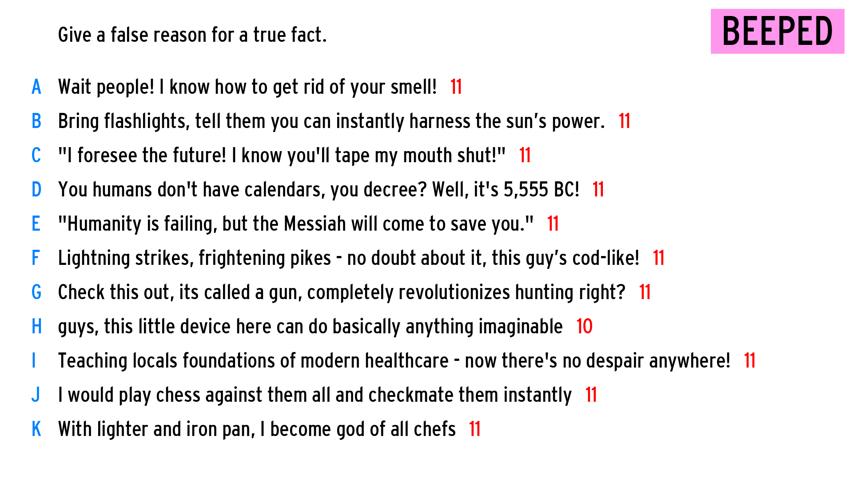 Give a false reason for a true fact.
BEEPED
A Wait people! I know how to get rid of your smell! 11
B Bring flashlights, tell them you can instantly harness the sun's power. 11
C "I foresee the future! I know you'll tape my mouth shut!" 11
D You humans don't have calendars, you decree? Well, it's 5,555 BC! 11
E "Humanity is failing, but the Messiah will come to save you." 11
F Lightning strikes, frightening pikes - no doubt about it, this guy's cod-like! 11
G Check this out, its called a gun, completely revolutionizes hunting right? 11
H guys, this little device here can do basically anything imaginable 10
I Teaching locals foundations of modern healthcare - now there's no despair anywhere! 11
J I would play chess against them all and checkmate them instantly 11
K With lighter and iron pan, I become god of all chefs 11